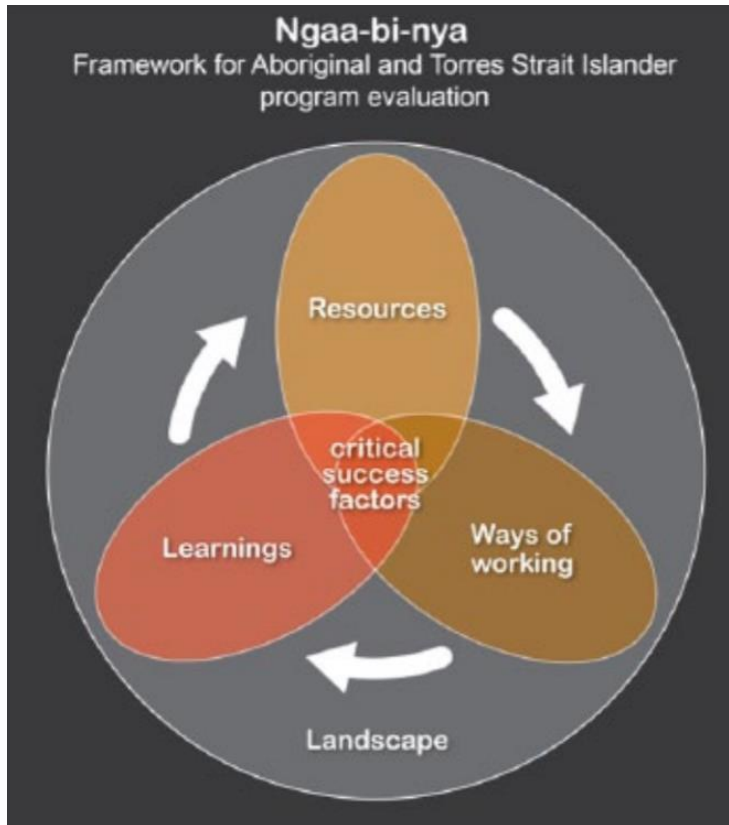 Ngaa-bi-nya
Framework for Aboriginal and Torres Strait Islander
program evaluation
Resources
critical
success
factors
Learnings
Ways of
working
Landscape